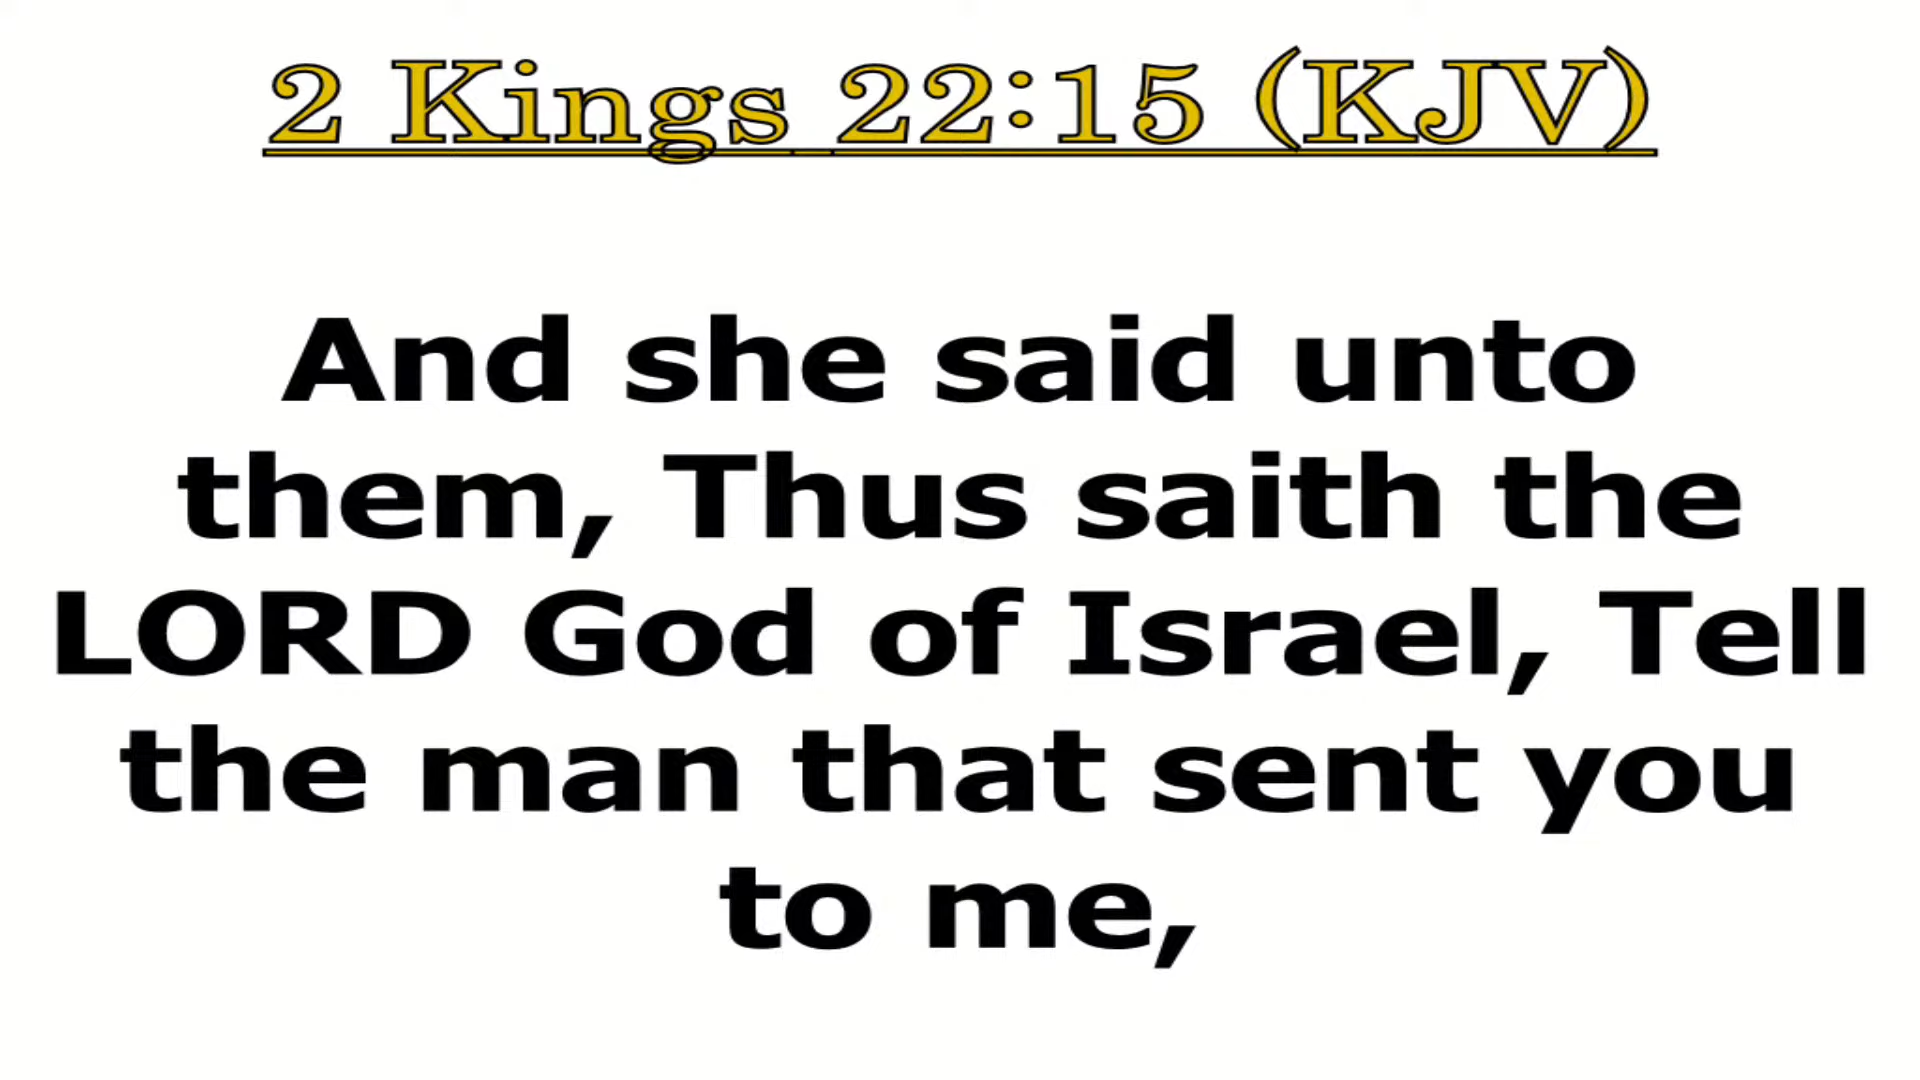 2 Kings 22:15 (KJV)
And she said unto
them, Thus saith the
LORD God of Israel, Tell
the man that sent you
to me,